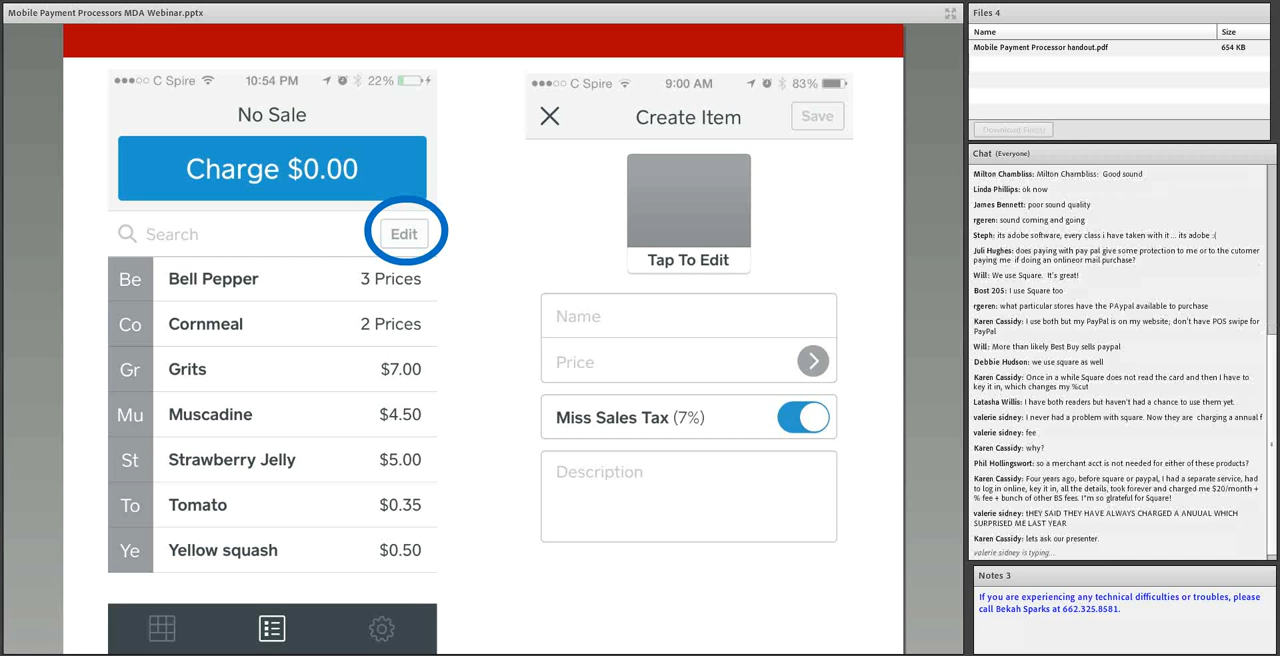 Mobile Payment Processors MDA Webinar.pptx
C Spire 10:54 PM 22%
No Sale
Charge $0.00
Search
Edit
Be Bell Pepper 3 Prices
Co Cornmeal 2 Prices
Gr Grits $7.00
Mu Muscadine $4.50
St Strawberry Jelly $5.00
To Tomato $0.35
Ye Yellow squash $0.50
C Spire 9:00 AM 83%
Create Item
Save
Tap To Edit
Name
Price
Miss Sales Tax (7%)
Description
Files 4
Name Size
Mobile Payment Processor handout.pdf 654 KB
Download File(s)
Chat (Everyone)
Milton Chambliss: Milton Chambliss: Good sound
Linda Phillips: ok now
James Bennett: poor sound quality
rgeren: sound coming and going
Steph: its adobe software, every class i have taken with it... its adobe :(
Juli Hughes: does paying with pay pal give some protection to me or to the cutomer
paying me if doing an onlineor mail purchase?
Will: We use Square. It's great!
Bost 205: I use Square too
rgeren: what particular stores have the PAypal available to purchase
Karen Cassidy: I use both but my PayPal is on my website; don't have POS swipe for
PayPal
Will: More than likely Best Buy sells paypal
Debbie Hudson: we use square as well
Karen Cassidy: Once in a while Square does not read the card and then I have to
key it in, which changes my %cut
Latasha Willis: I have both readers but haven't had a chance to use them yet.
valerie sidney: I never had a problem with square. Now they are charging a annual f
valerie sidney: fee
Karen Cassidy: why?
Phil Hollingswort: so a merchant acct is not needed for either of these products?
Karen Cassidy: Four years ago, before square or paypal, I had a separate service, had
to log in online, key it in, all the details, took forever and charged me $20/month +
% fee + bunch of other BS fees. I"m so glrateful for Square!
valerie sidney: tHEY SAID THEY HAVE ALWAYS CHARGED A ANUUAL WHICH
SURPRISED ME LAST YEAR
Karen Cassidy: lets ask our presenter.
valerie sidney is typing...
Notes 3
If you are experiencing any technical difficulties or troubles, please
call Bekah Sparks at 662.325.8581.